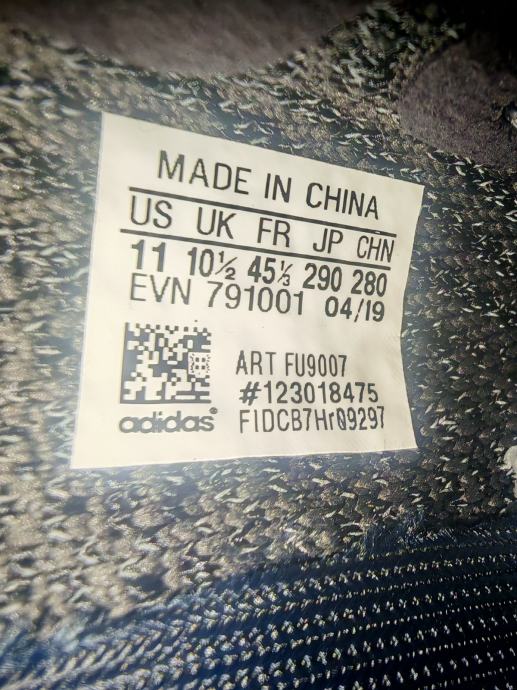 MADE IN CHINA
US UK FR JP CHN
11 10½ 45⅓ 290 280
EVN 791001 04/19
ART FU9007
#123018475
adidas®
FIDCB7Hr09297